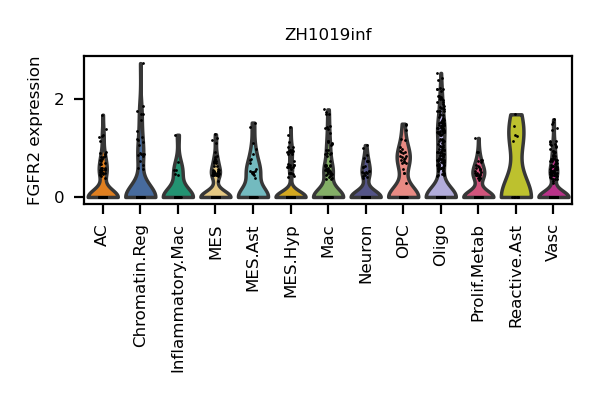 ZH1019inf
FGFR2 expression
2
0
AC
Chromatin.Reg
Inflammatory.Mac
MES
MES.Ast
MES.Hyp
Mac
Neuron
OPC
Oligo
Prolif.Metab
Reactive.Ast
Vasc